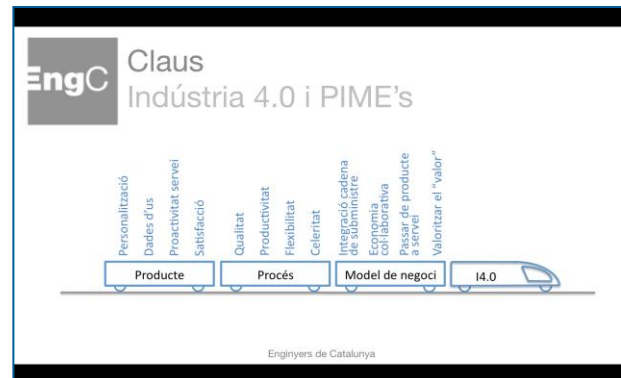 EngC
Claus
Indústria 4.0 i PIME’s
Personalització
Dades d’us
Proactivitat servei
Satisfacció
Qualitat
Productivitat
Flexibilitat
Celeritat
Integració cadena
de subministre
Economia
col·laborativa
Passar de producte
a servei
Valoritzar el “valor”
Producte
Procés
Model de negoci
I4.0
Enginyers de Catalunya